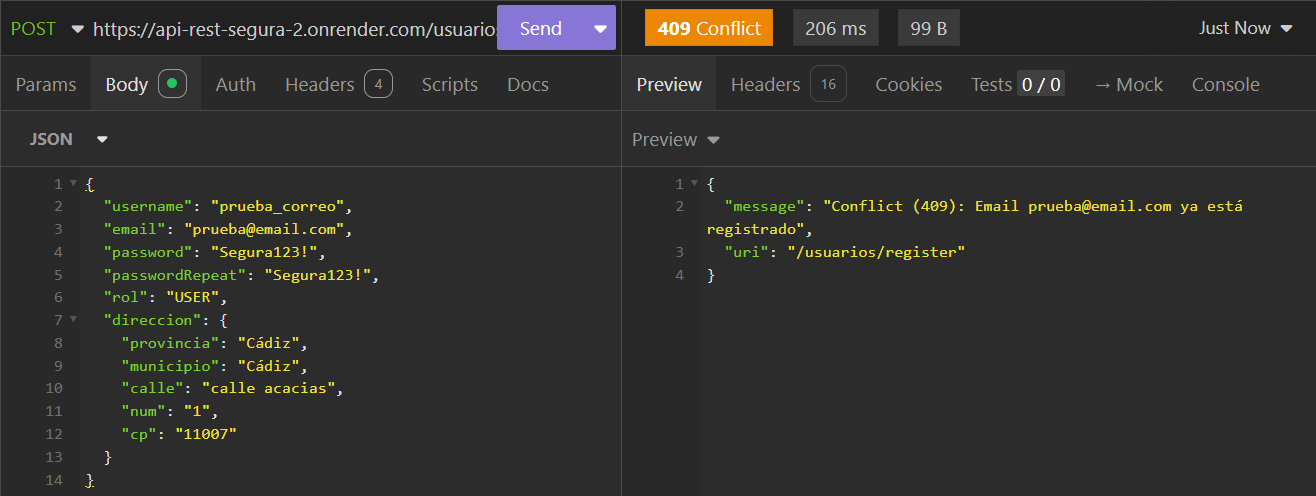 POST https://api-rest-segura-2.onrender.com/usuarios Send 409 Conflict 206 ms 99 B Just Now
Params Body Auth Headers 4 Scripts Docs Preview Headers 16 Cookies Tests 0 / 0 → Mock Console
JSON
1 {
2 "username": "prueba_correo",
3 "email": "prueba@email.com",
4 "password": "Segura123!",
5 "passwordRepeat": "Segura123!",
6 "rol": "USER",
7 "direccion": {
8 "provincia": "Cádiz",
9 "municipio": "Cádiz",
10 "calle": "calle acacias",
11 "num": "1",
12 "cp": "11007"
13 }
14 }
Preview
1 {
2 "message": "Conflict (409): Email prueba@email.com ya está
registrado",
3 "uri": "/usuarios/register"
4 }